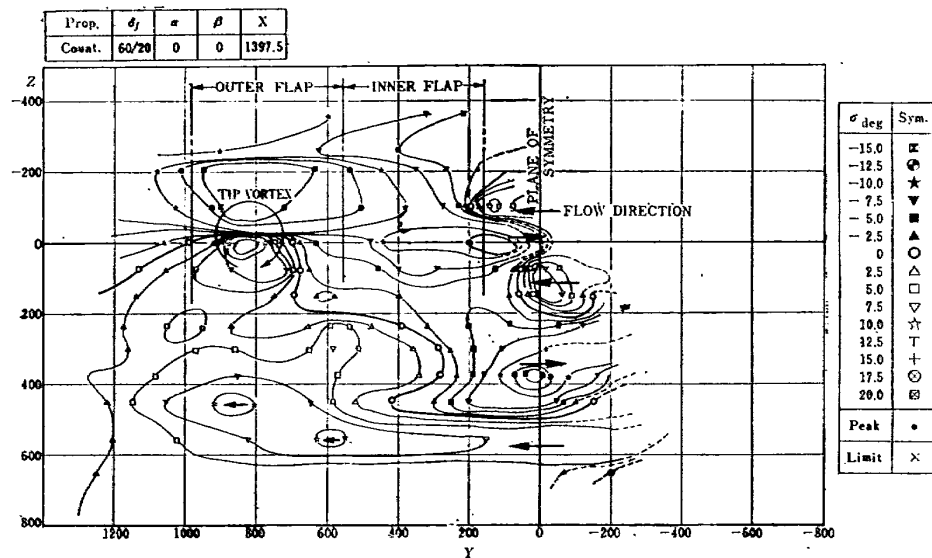 Prop. δf α β X
Count. 60/20 0 0 1397.5
Z
OUTER FLAP INNER FLAP
-400
-200
0
200
400
600
800
TIP VORTEX
PLANE OF
SYMMETRY
FLOW DIRECTION
1200 1000 800 600 400 200 0 -200 -400 -600 -800
Y
σ deg Sym.
-15.0
-12.5
-10.0 ★
-7.5 ▼
-5.0 ■
-2.5 ▲
0 ○
2.5 △
5.0 □
7.5 ▽
10.0 ☆
12.5 T
15.0 +
17.5 ⊗
20.0 ⊠
Peak •
Limit ×